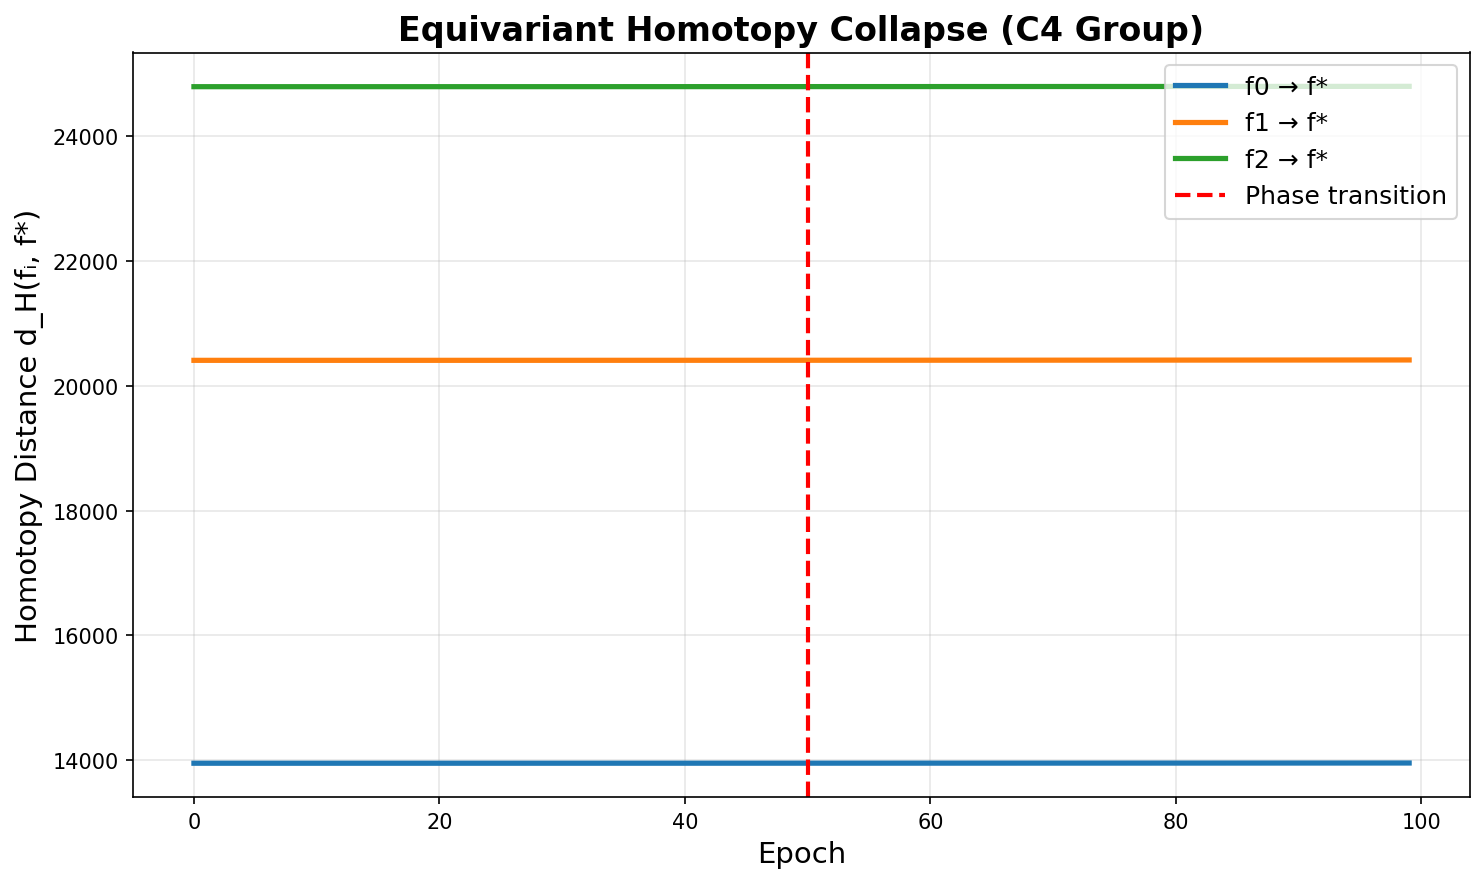 Equivariant Homotopy Collapse (C4 Group)
f0 → f*
f1 → f*
f2 → f*
Phase transition
Homotopy Distance d_H(fᵢ, f*)
24000
22000
20000
18000
16000
14000
0 20 40 60 80 100
Epoch